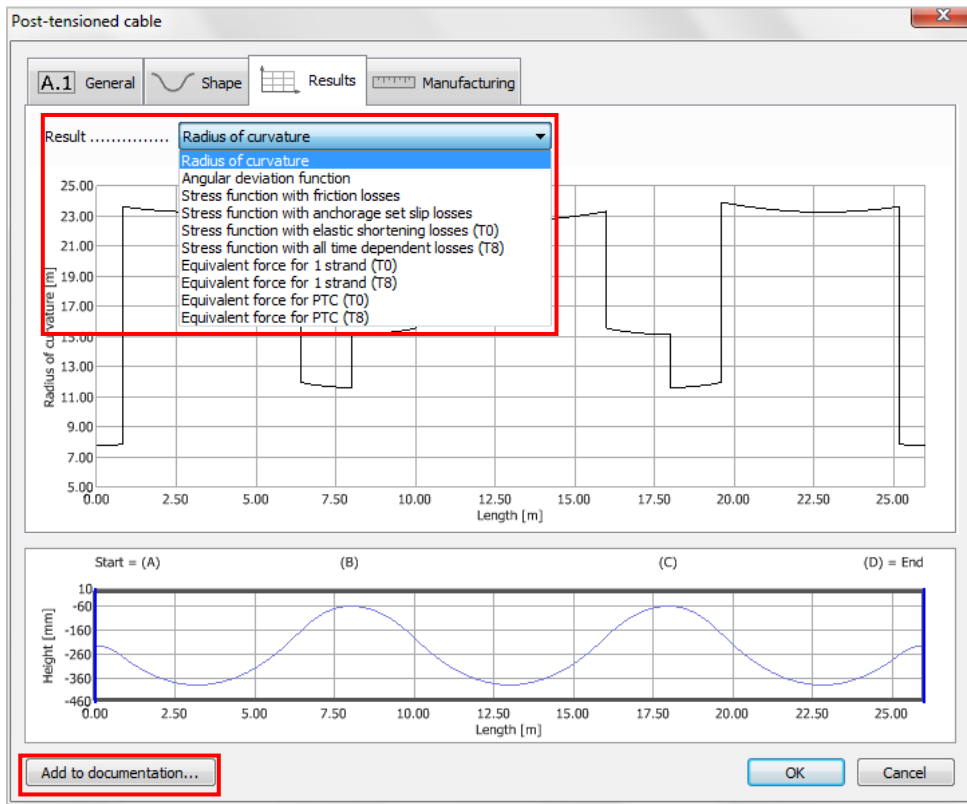 Post-tensioned cable
A.1 General Shape Results Manufacturing
Result ............... Radius of curvature
Radius of curvature
Angular deviation function
Stress function with friction losses
Stress function with anchorage set slip losses
Stress function with elastic shortening losses (T0)
Stress function with all time dependent losses (T8)
Equivalent force for 1 strand (T0)
Equivalent force for 1 strand (T8)
Equivalent force for PTC (T0)
Equivalent force for PTC (T8)
Radius of curvature [m]
25.00
23.00
21.00
19.00
17.00
15.00
13.00
11.00
9.00
7.00
5.00
0.00 2.50 5.00 7.50 10.00 12.50 15.00 17.50 20.00 22.50 25.00
Length [m]
Start = (A) (B) (C) (D) = End
Height [mm]
10
-60
-160
-260
-360
-460
0.00 2.50 5.00 7.50 10.00 12.50 15.00 17.50 20.00 22.50 25.00
Length [m]
Add to documentation... OK Cancel